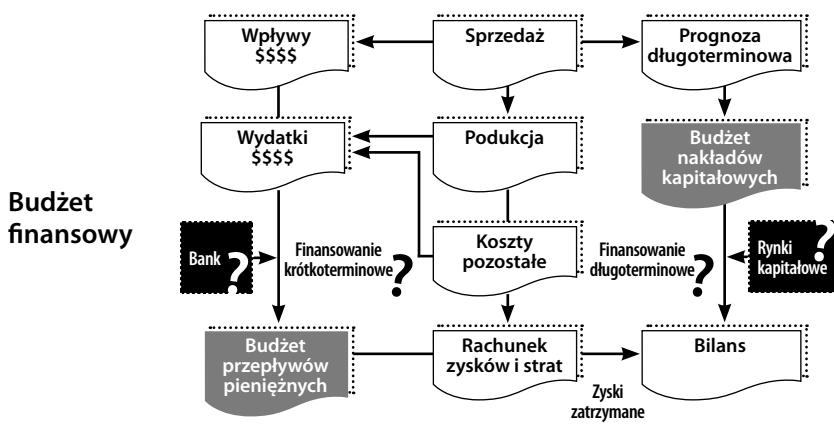 Wpływy
$$$$
Sprzedaż
Prognoza
długoterminowa
Wydatki
$$$$
Podukcja
Budżet
nakładów
kapitałowych
Budżet
finansowy
Bank ?
Finansowanie
krótkoterminowe ?
Koszty
pozostałe
Finansowanie
długoterminowe ?
Rynki
kapitałowe ?
Budżet
przepływów
pieniężnych
Rachunek
zysków i strat
Bilans
Zyski
zatrzymane